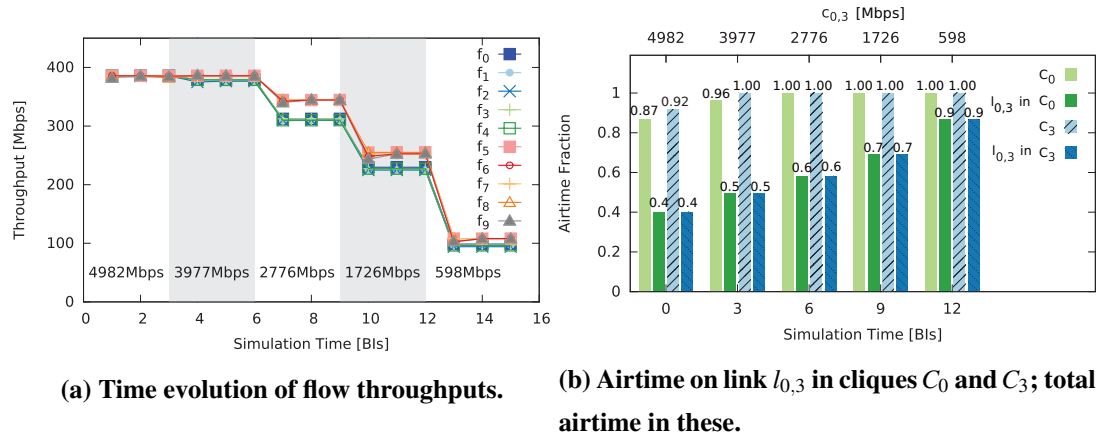 Throughput [Mbps]
400
300
200
100
0
f0
f1
f2
f3
f4
f5
f6
f7
f8
f9
4982Mbps 3977Mbps 2776Mbps 1726Mbps 598Mbps
0 2 4 6 8 10 12 14 16
Simulation Time [BIs]
(a) Time evolution of flow throughputs.
c0,3 [Mbps]
4982 3977 2776 1726 598
Airtime Fraction
1
0.8
0.6
0.4
0.2
0
C0
l0,3 in C0
C3
l0,3 in C3
0.87 0.4 0.92 0.4
0.96 0.5 1.00 0.5
1.00 0.6 1.00 0.6
1.00 0.7 1.00 0.7
1.00 0.9 1.00 0.9
0 3 6 9 12
Simulation Time [BIs]
(b) Airtime on link l0,3 in cliques C0 and C3; total
airtime in these.